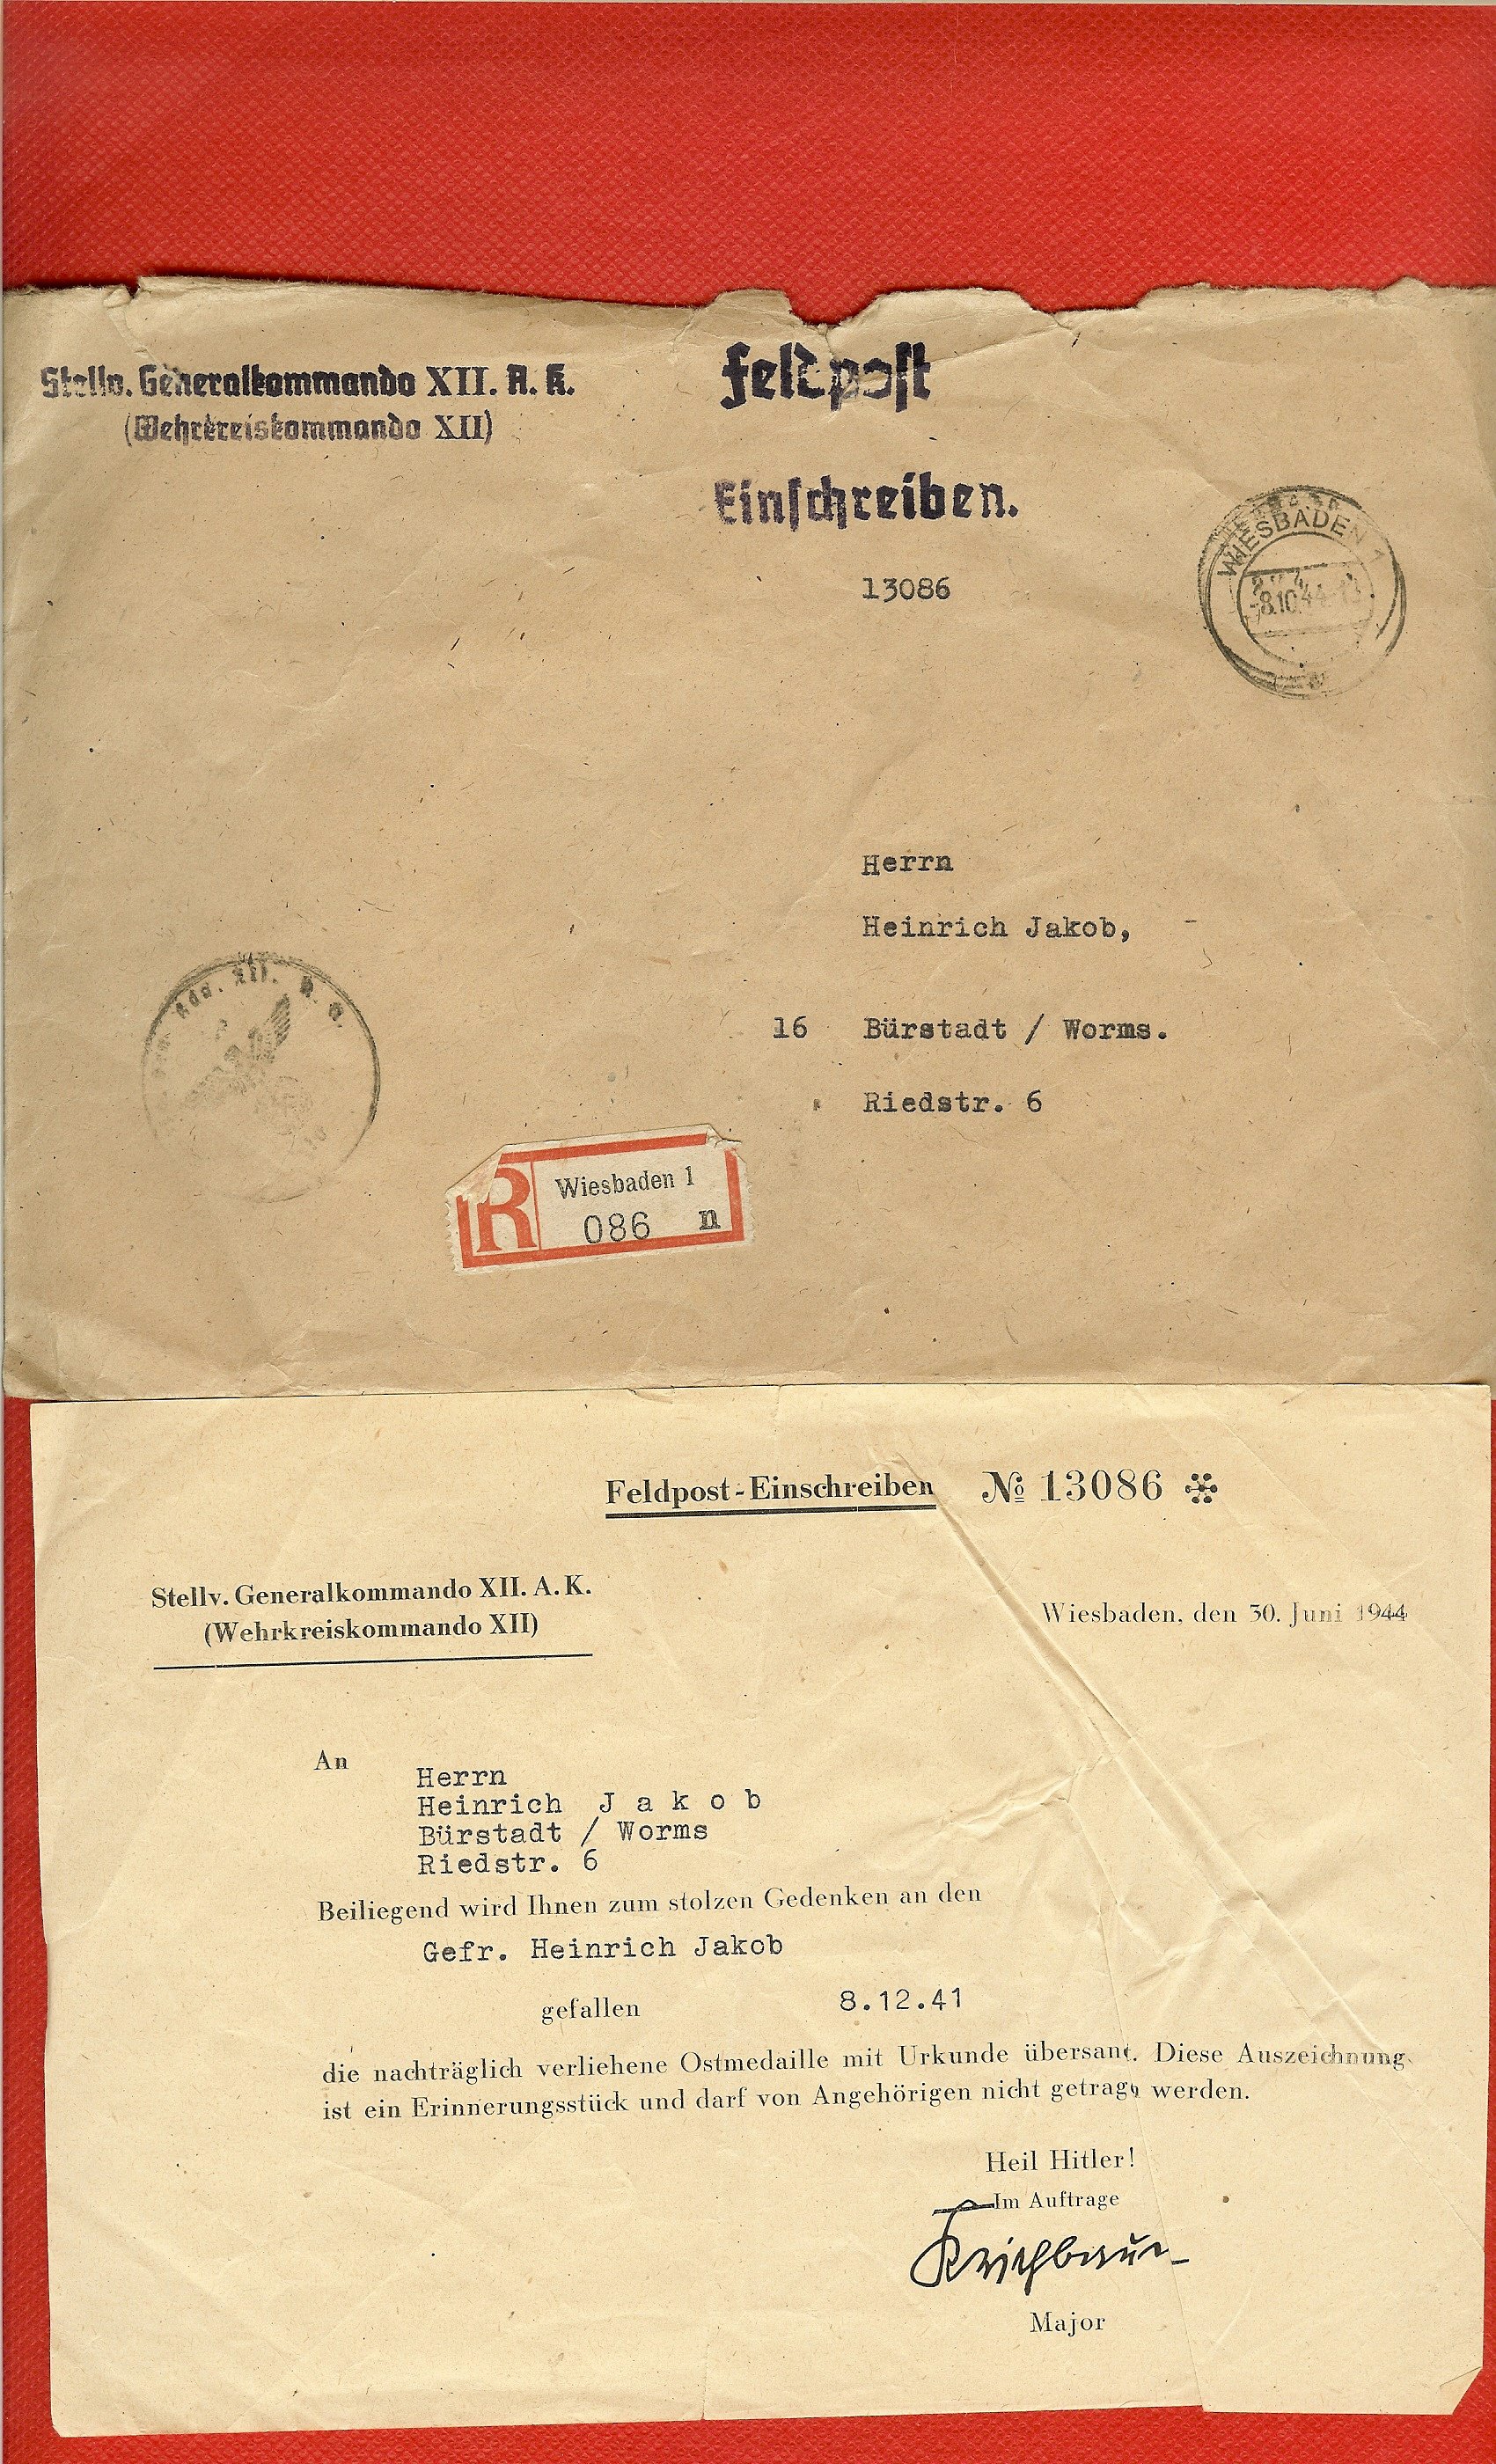 Stellv. Generalkommando XII. A. K.
(Wehrkreiskommando XII)
Feldpost
Einschreiben.
13086
WIESBADEN 1
8.10.44
Herrn
Heinrich Jakob,
16 Bürstadt / Worms.
Riedstr. 6
XII. A. K.
R Wiesbaden 1
086 n
Feldpost-Einschreiben № 13086
Stellv. Generalkommando XII. A. K.
(Wehrkreiskommando XII)
Wiesbaden, den 30. Juni 1944
An
Herrn
Heinrich J a k o b
Bürstadt / Worms
Riedstr. 6
Beiliegend wird Ihnen zum stolzen Gedenken an den
Gefr. Heinrich Jakob
gefallen 8.12.41
die nachträglich verliehene Ostmedaille mit Urkunde übersant. Diese Auszeichnung
ist ein Erinnerungsstück und darf von Angehörigen nicht getrag werden.
Heil Hitler!
Im Auftrage
Krichbaum
Major